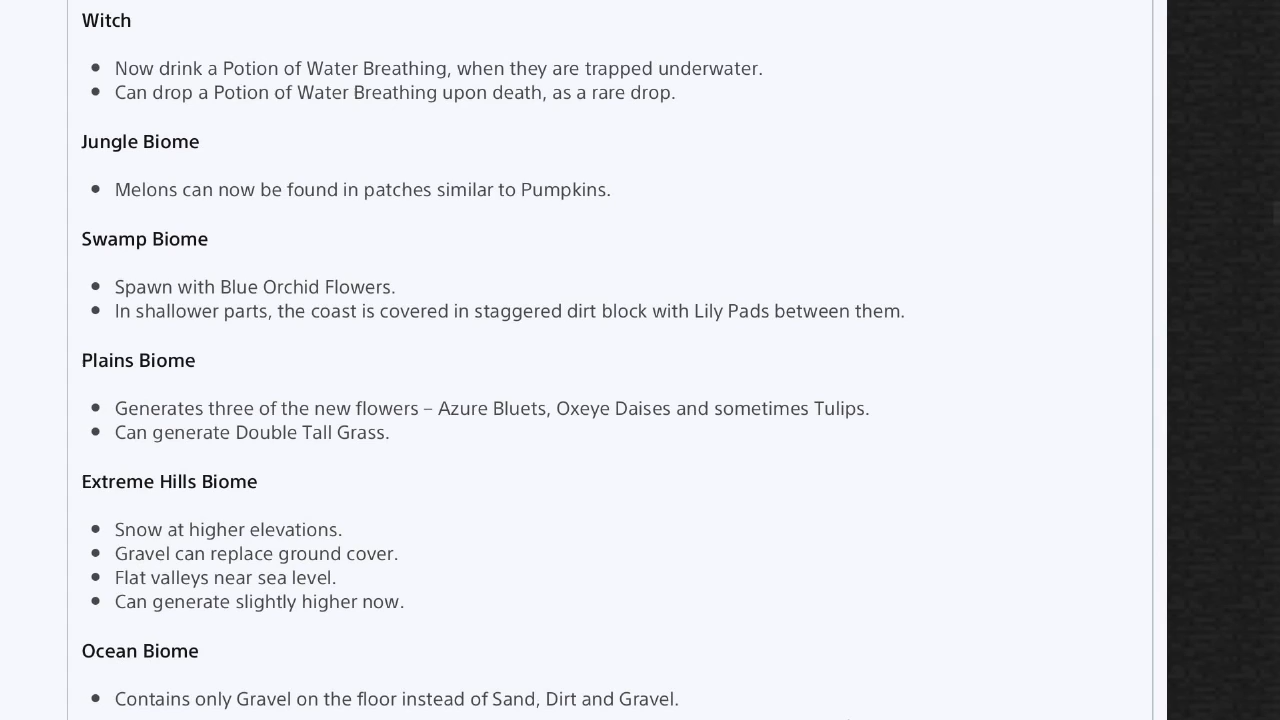 Witch
• Now drink a Potion of Water Breathing, when they are trapped underwater.
• Can drop a Potion of Water Breathing upon death, as a rare drop.
Jungle Biome
• Melons can now be found in patches similar to Pumpkins.
Swamp Biome
• Spawn with Blue Orchid Flowers.
• In shallower parts, the coast is covered in staggered dirt block with Lily Pads between them.
Plains Biome
• Generates three of the new flowers – Azure Bluets, Oxeye Daises and sometimes Tulips.
• Can generate Double Tall Grass.
Extreme Hills Biome
• Snow at higher elevations.
• Gravel can replace ground cover.
• Flat valleys near sea level.
• Can generate slightly higher now.
Ocean Biome
• Contains only Gravel on the floor instead of Sand, Dirt and Gravel.